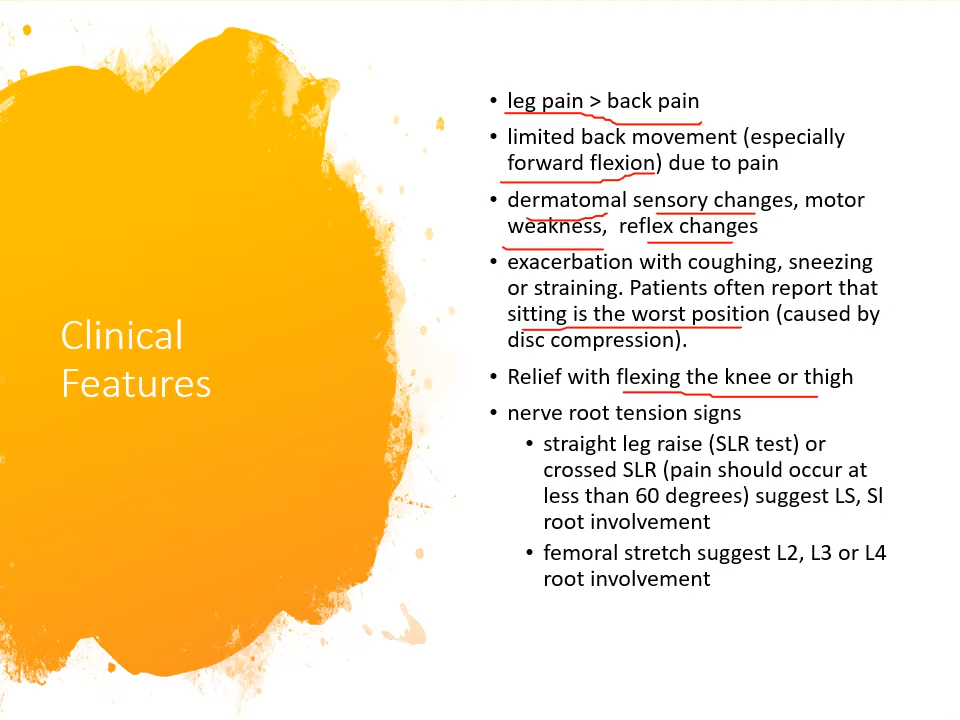 Clinical
Features
• leg pain > back pain
• limited back movement (especially
forward flexion) due to pain
• dermatomal sensory changes, motor
weakness,  reflex changes
• exacerbation with coughing, sneezing
or straining. Patients often report that
sitting is the worst position (caused by
disc compression).
• Relief with flexing the knee or thigh
• nerve root tension signs
• straight leg raise (SLR test) or
crossed SLR (pain should occur at
less than 60 degrees) suggest LS, Sl
root involvement
• femoral stretch suggest L2, L3 or L4
root involvement